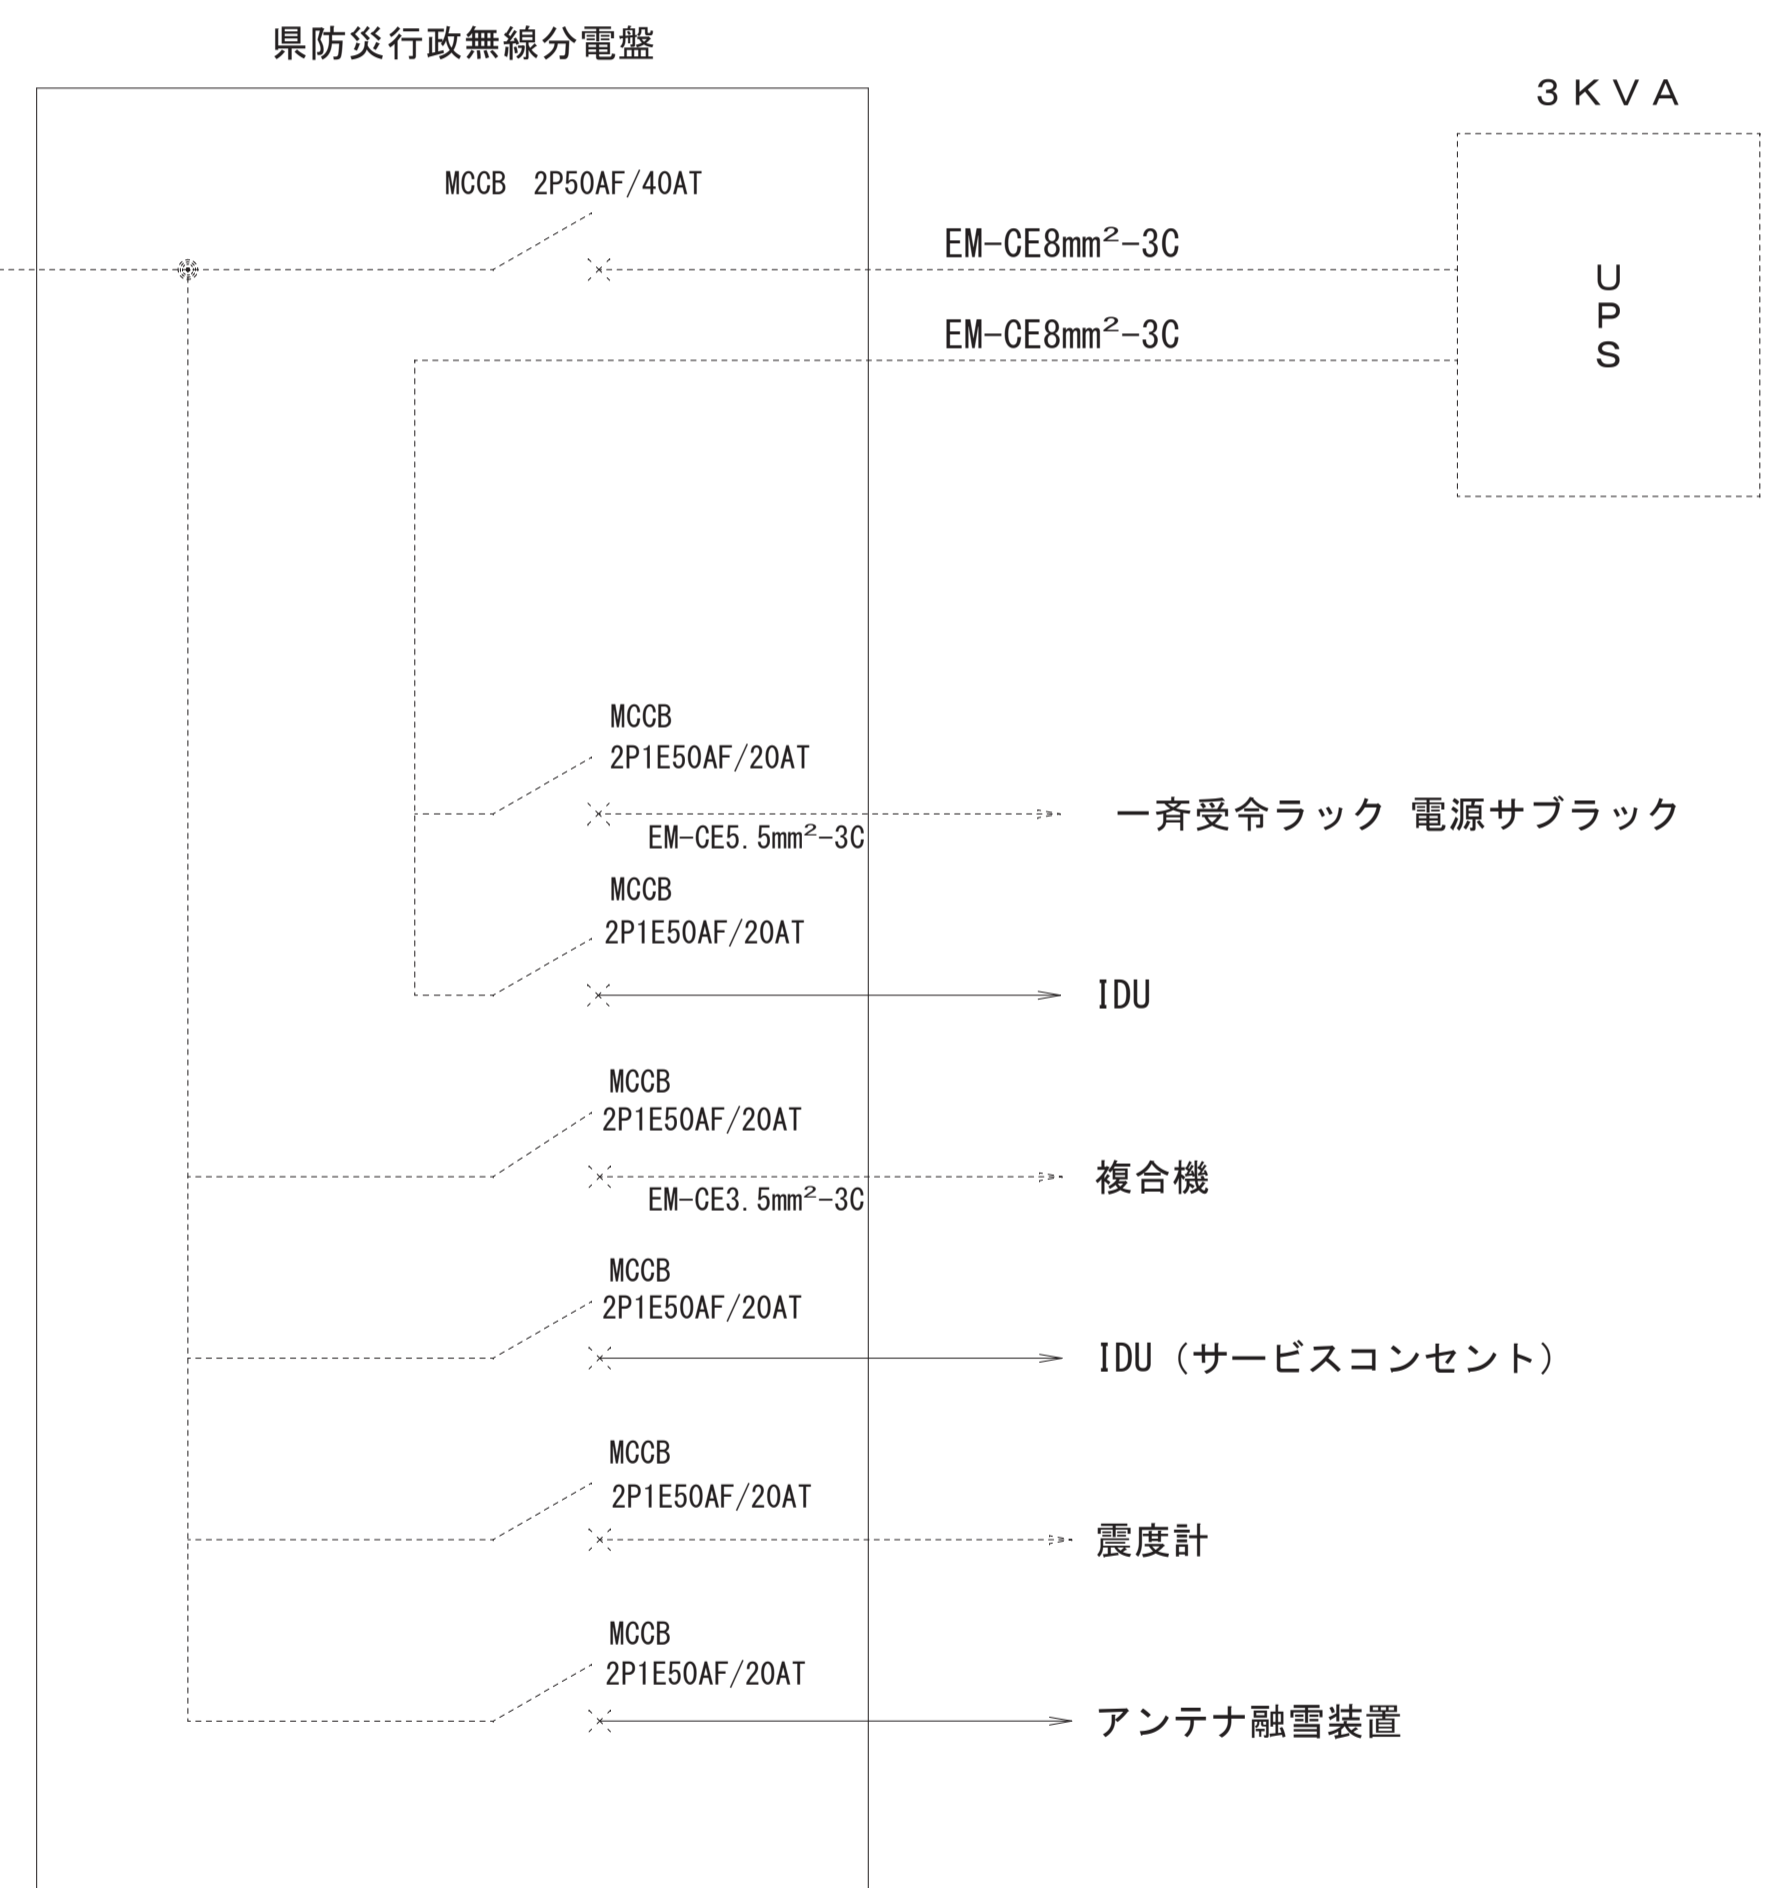 県防災行政無線分電盤
3KVA
MCCB 2P50AF/40AT
EM-CE8mm²-3C
UPS
EM-CE8mm²-3C
MCCB
2P1E50AF/20AT
一斉受令ラック 電源サブラック
EM-CE5.5mm²-3C
MCCB
2P1E50AF/20AT
IDU
MCCB
2P1E50AF/20AT
複合機
EM-CE3.5mm²-3C
MCCB
2P1E50AF/20AT
IDU（サービスコンセント）
MCCB
2P1E50AF/20AT
震度計
MCCB
2P1E50AF/20AT
アンテナ融雪装置